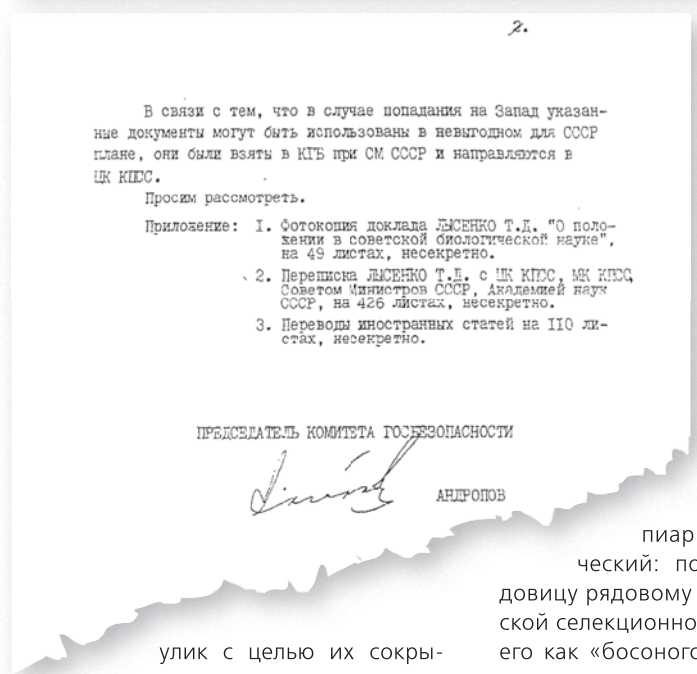 2.
В связи с тем, что в случае попадания на Запад указан-
ные документы могут быть использованы в невыгодном для СССР
плане, они были взяты в КГБ при СМ СССР и направляются в
ЦК КПСС.
Просим рассмотреть.
Приложение: 1. Фотокопия доклада ЛЫСЕНКО Т.Д. "О поло-
жении в советской биологической науке",
на 49 листах, несекретно.
2. Переписка ЛЫСЕНКО Т.Д. с ЦК КПСС, МК КПСС,
Советом Министров СССР, Академией наук
СССР, на 426 листах, несекретно.
3. Переводы иностранных статей на 110 ли-
стах, несекретно.
ПРЕДСЕДАТЕЛЬ КОМИТЕТА ГОСБЕЗОПАСНОСТИ
АНДРОПОВ
улик с целью их сокры-
пиар
ческий: по
довицу рядовому
ской селекционно
его как «босоного